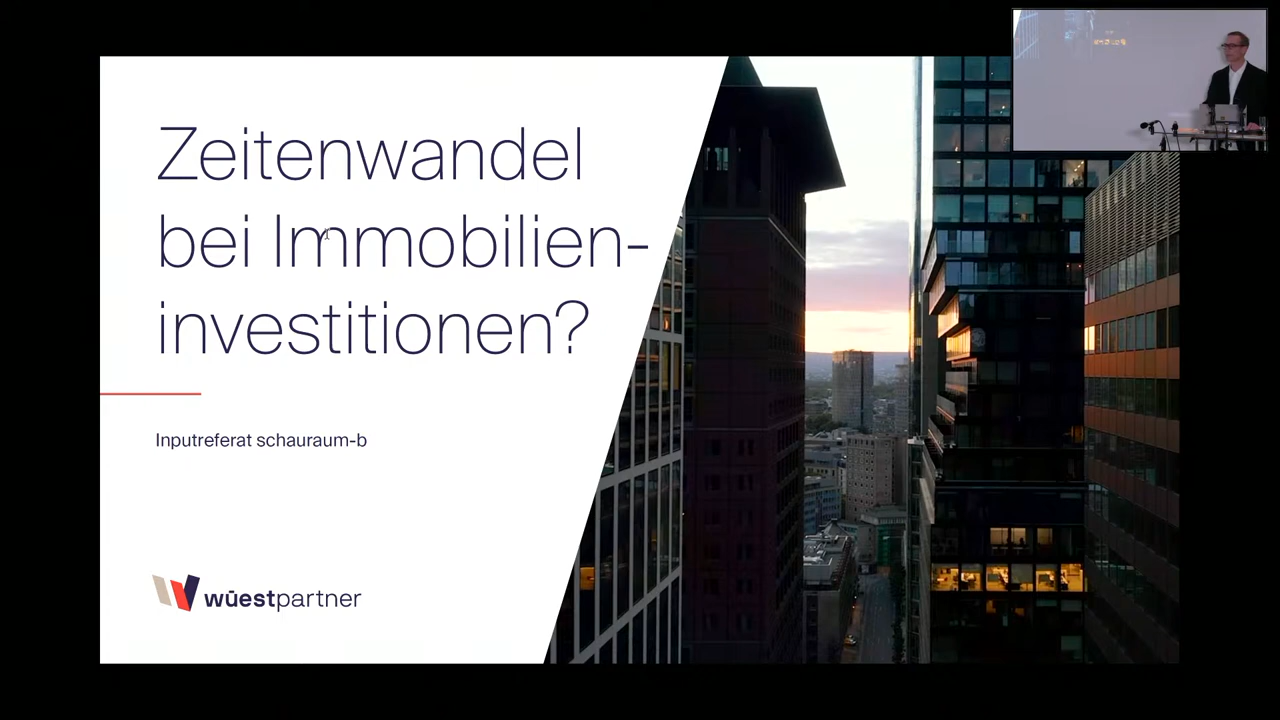 Zeitenwandel
bei Immobilien-
investitionen?
Inputreferat schauraum-b
wüestpartner